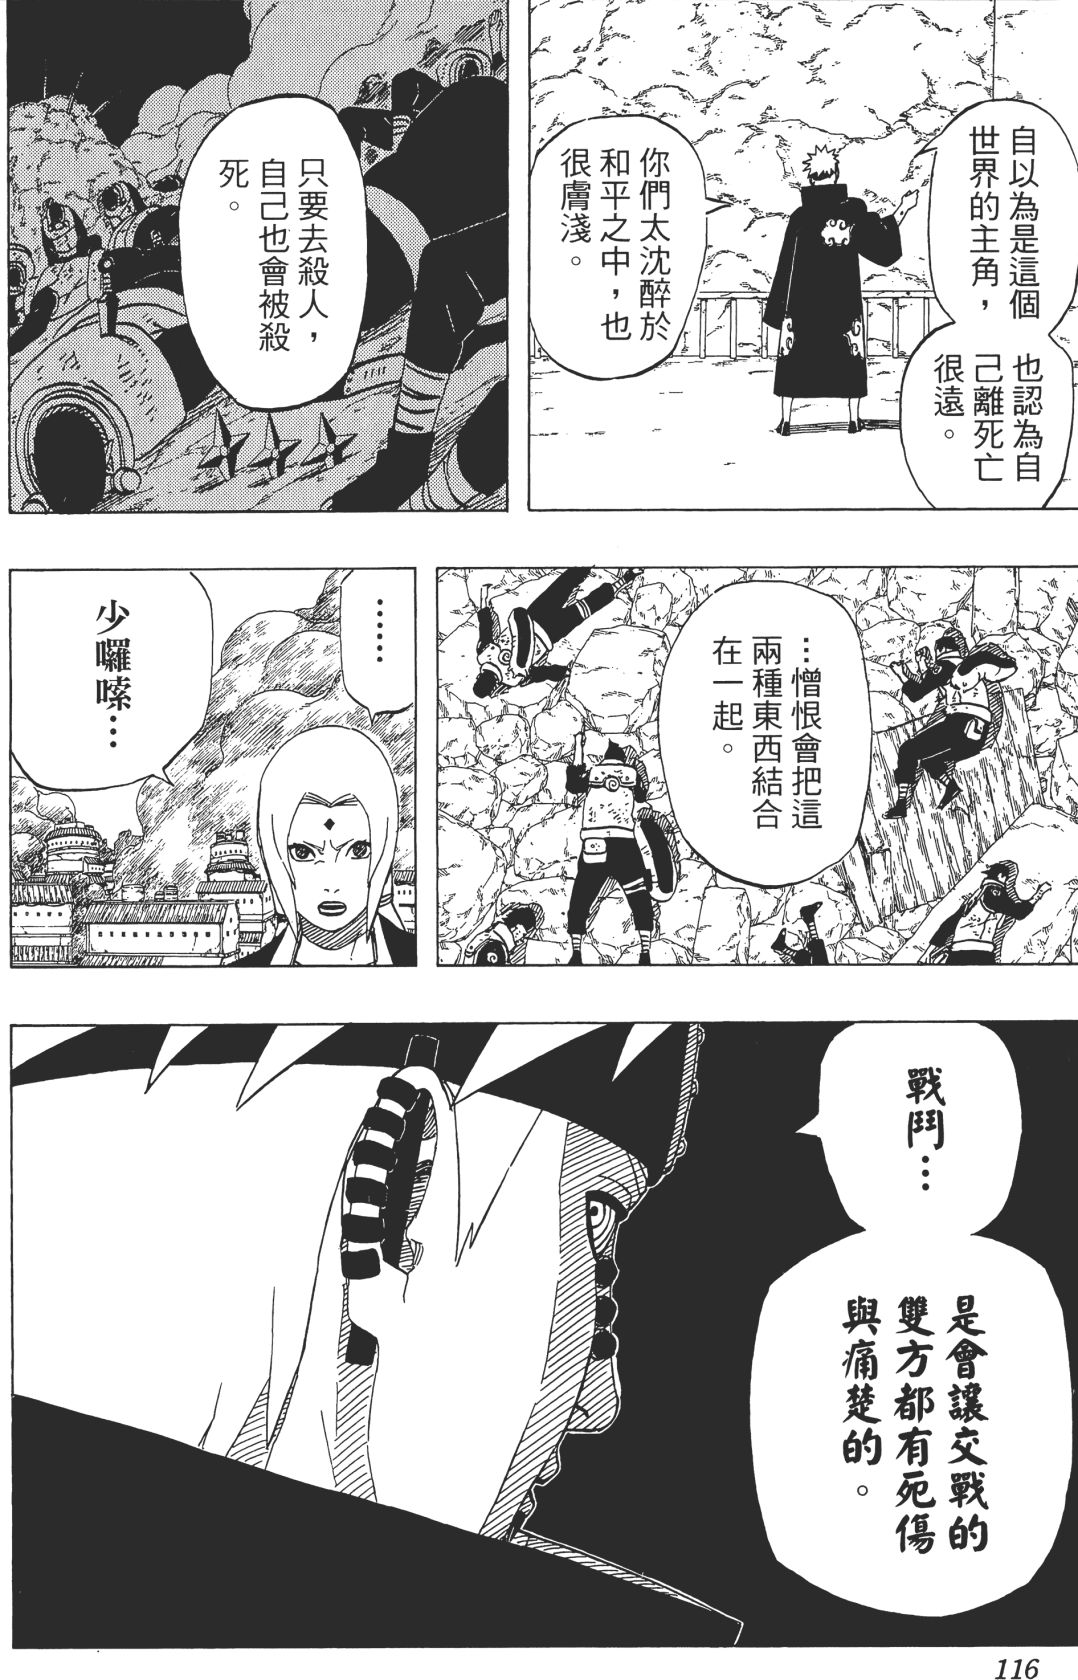 自以為是這個
世界的主角，
也認為自
己離死亡
很遠。
你們太沈醉於
和平之中，也
很膚淺。
只要去殺人，
自己也會被殺
死。
…憎恨會把這
兩種東西結合
在一起。
……
少囉嗦…
戰鬥…
是會讓交戰的
雙方都有死傷
與痛楚的。
116